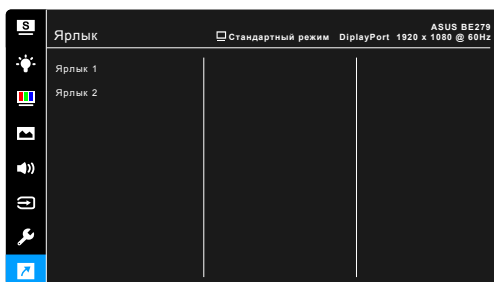 S
ASUS BE279
Ярлык
Стандартный режим DiplayPort 1920 x 1080 @ 60Hz
Ярлык 1
Ярлык 2